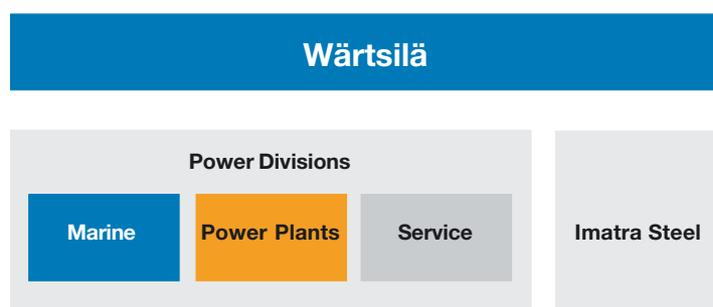 Wärtsilä
Power Divisions
Marine
Power Plants
Service
Imatra Steel